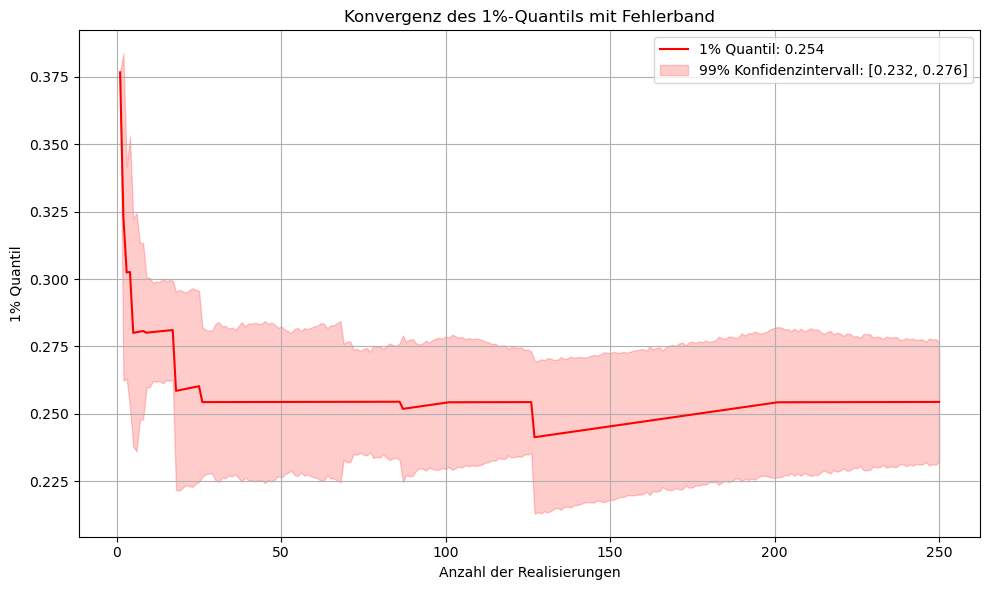 Konvergenz des 1%-Quantils mit Fehlerband
1% Quantil: 0.254
99% Konfidenzintervall: [0.232, 0.276]
0.375
0.350
0.325
0.300
0.275
0.250
0.225
1% Quantil
0 50 100 150 200 250
Anzahl der Realisierungen